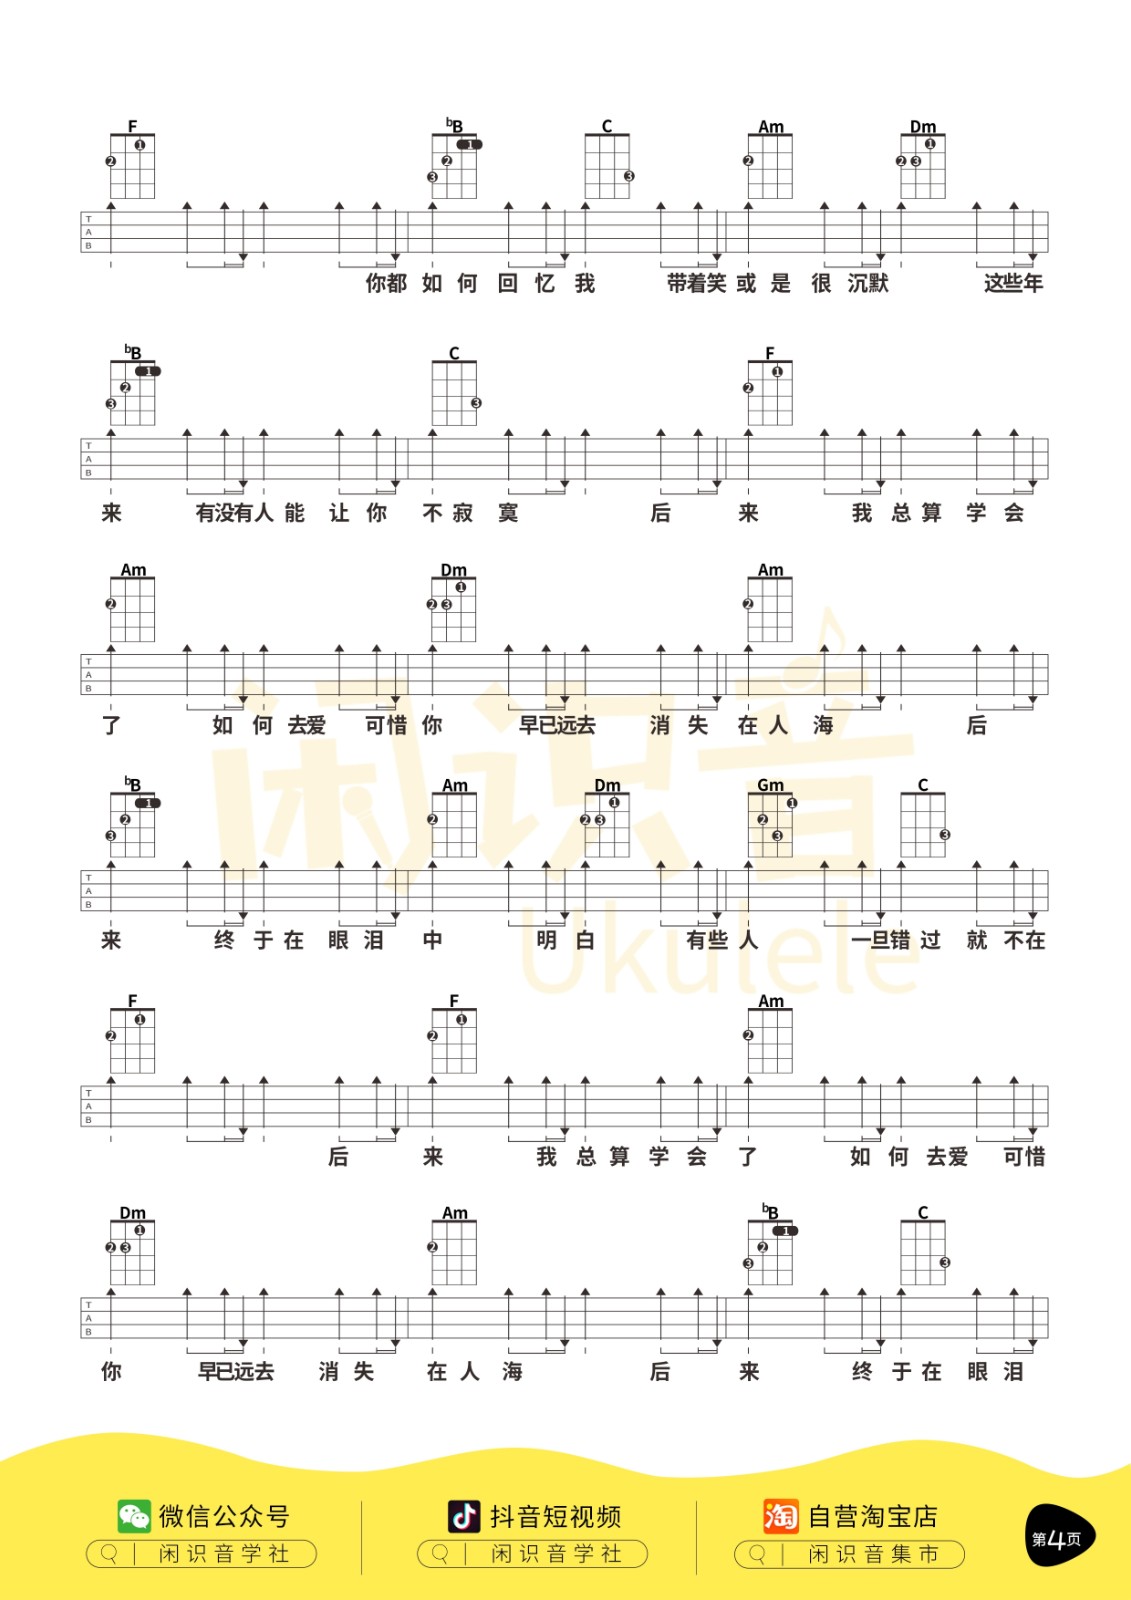 F ♭B C Am Dm
T
A
B
你都 如 何 回 忆 我 带着笑 或 是 很 沉默 这些年
♭B C F
T
A
B
来 有没有人 能 让 你 不 寂 寞 后 来 我 总 算 学 会
Am Dm Am
T
A
B
了 如 何 去爱 可惜 你 早已远去 消 失 在 人 海 后
♭B Am Dm Gm C
T
A
B
来 终 于 在 眼 泪 中 明 白 有些 人 一旦错 过 就 不在
F F Am
T
A
B
后 来 我 总 算 学 会 了 如 何 去爱 可惜
Dm Am ♭B C
T
A
B
你 早已远去 消 失 在 人 海 后 来 终 于 在 眼 泪
闲识音
Ukulele
微信公众号 抖音短视频 自营淘宝店
淘
闲识音学社 闲识音学社 闲识音集市
第4页